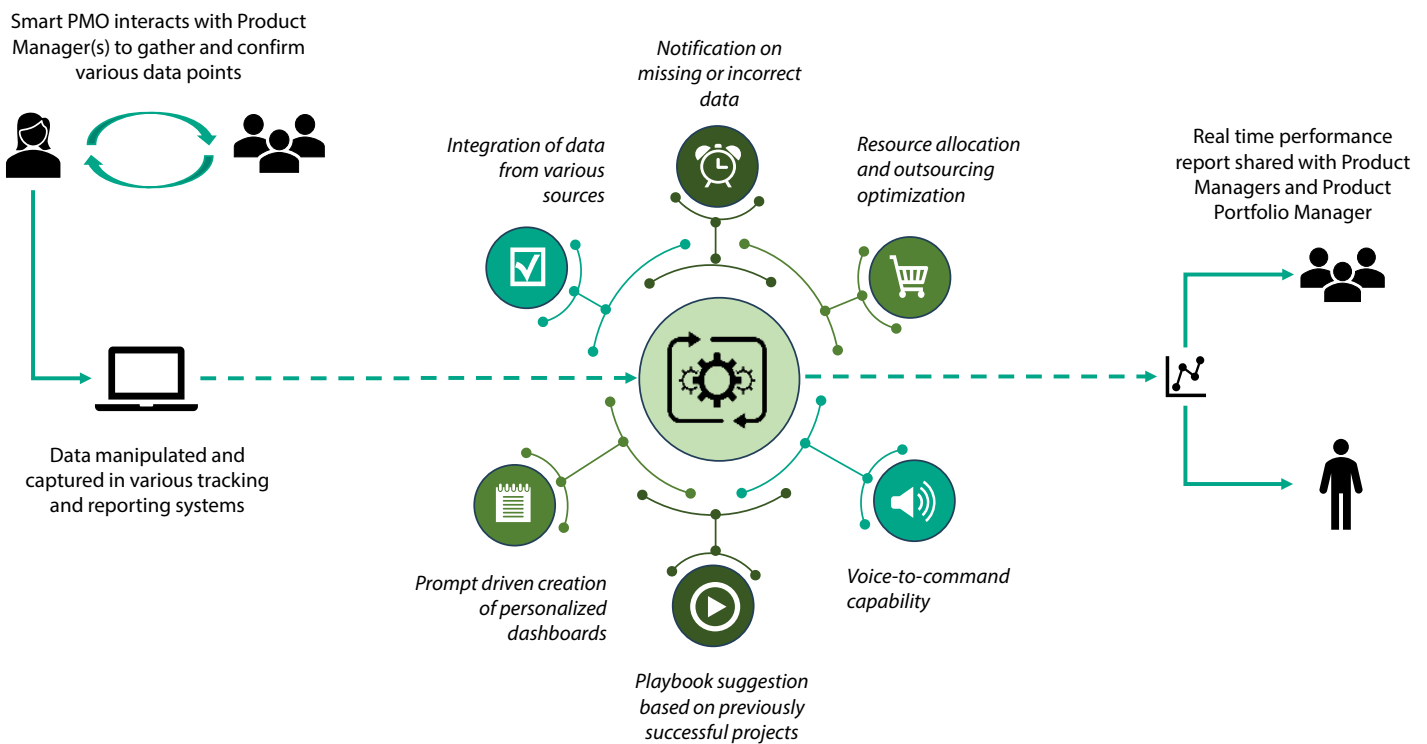 Smart PMO interacts with Product
Manager(s) to gather and confirm
various data points
Data manipulated and
captured in various tracking
and reporting systems
Integration of data
from various
sources
Notification on
missing or incorrect
data
Resource allocation
and outsourcing
optimization
Prompt driven creation
of personalized
dashboards
Playbook suggestion
based on previously
successful projects
Voice-to-command
capability
Real time performance
report shared with Product
Managers and Product
Portfolio Manager